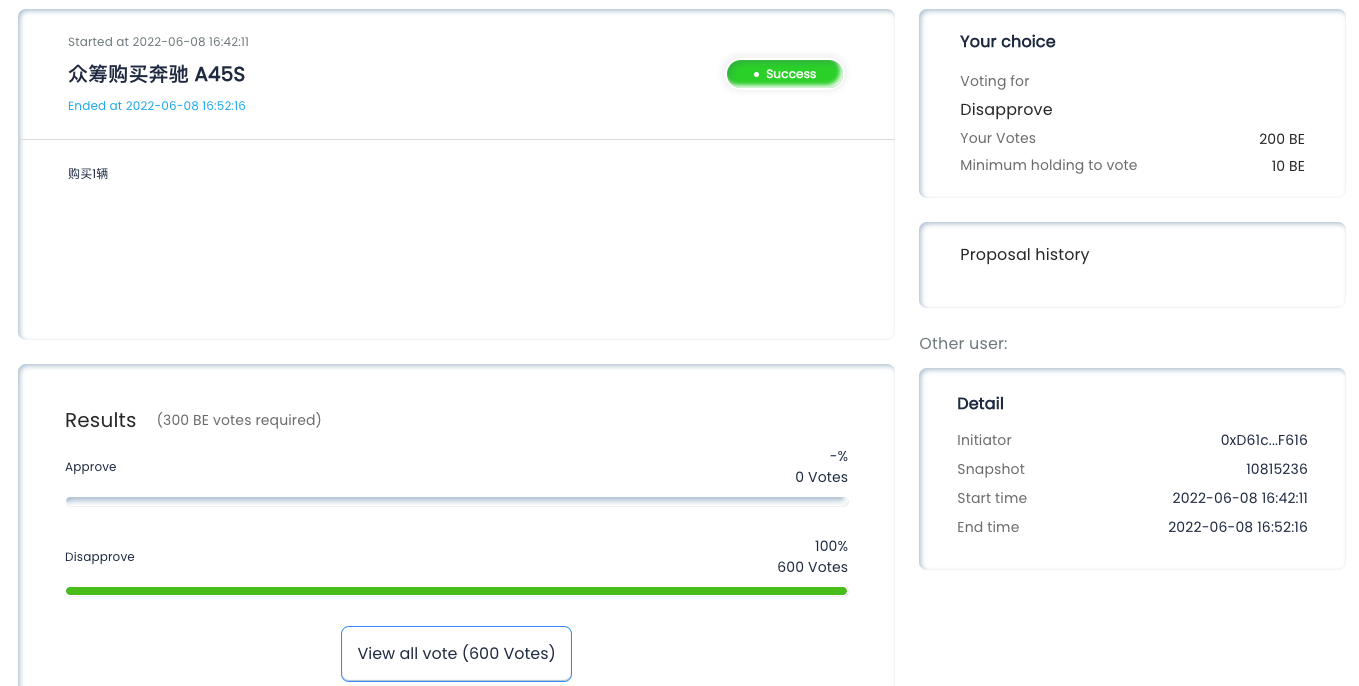 Started at 2022-06-08 16:42:11
众筹购买奔驰 A45S
Success
Ended at 2022-06-08 16:52:16
购买1辆
Results (300 BE votes required)
Approve
-%
0 Votes
Disapprove
100%
600 Votes
View all vote (600 Votes)
Your choice
Voting for
Disapprove
Your Votes 200 BE
Minimum holding to vote 10 BE
Proposal history
Other user:
Detail
Initiator 0xD61c...F616
Snapshot 10815236
Start time 2022-06-08 16:42:11
End time 2022-06-08 16:52:16